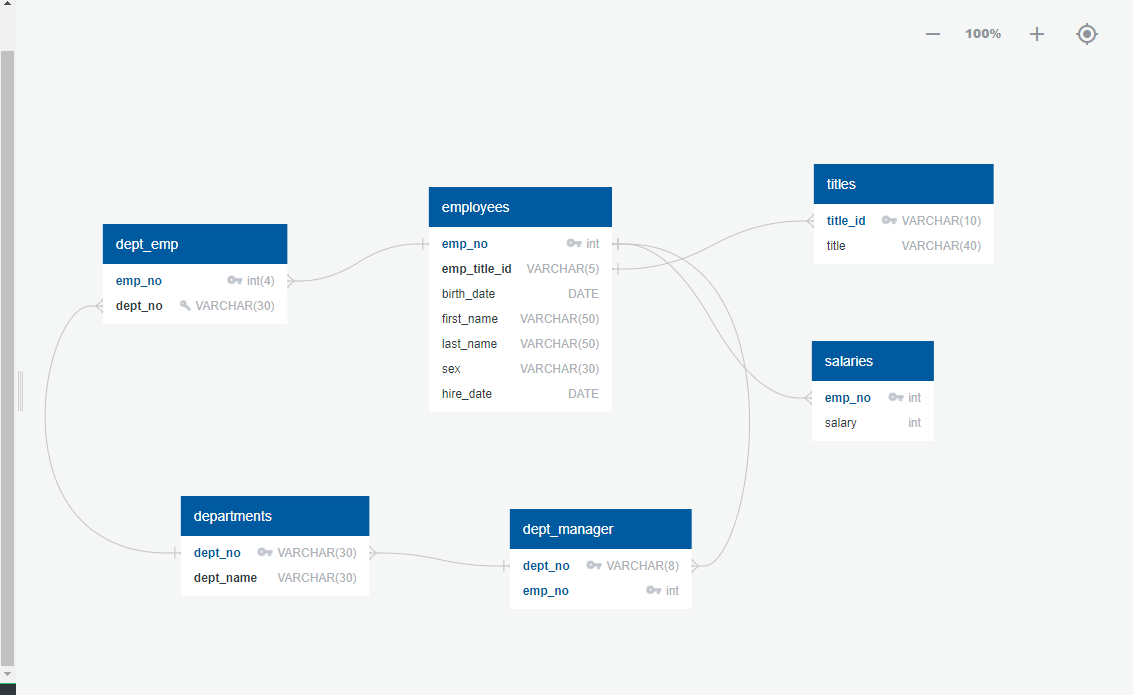 100%
titles
title_id VARCHAR(10)
title VARCHAR(40)
employees
emp_no int
emp_title_id VARCHAR(5)
birth_date DATE
first_name VARCHAR(50)
last_name VARCHAR(50)
sex VARCHAR(30)
hire_date DATE
dept_emp
emp_no int(4)
dept_no VARCHAR(30)
salaries
emp_no int
salary int
departments
dept_no VARCHAR(30)
dept_name VARCHAR(30)
dept_manager
dept_no VARCHAR(8)
emp_no int